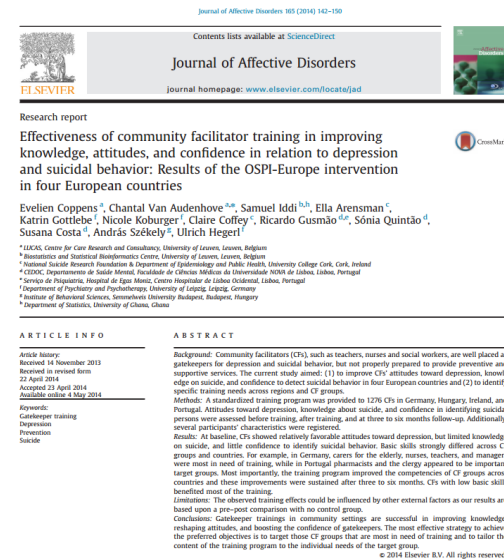 Journal of Affective Disorders 165 (2014) 142–150
Contents lists available at ScienceDirect
Journal of Affective Disorders
journal homepage: www.elsevier.com/locate/jad
ELSEVIER
CrossMar
Research report
Effectiveness of community facilitator training in improving
knowledge, attitudes, and confidence in relation to depression
and suicidal behavior: Results of the OSPI-Europe intervention
in four European countries
Evelien Coppens a, Chantal Van Audenhove a,*, Samuel Iddi b,h, Ella Arensman c,
Katrin Gottlebe f, Nicole Koburger f, Claire Coffey c, Ricardo Gusmão d,e, Sónia Quintão d,
Susana Costa d, András Székely g, Ulrich Hegerl f
a LUCAS, Centre for Care Research and Consultancy, University of Leuven, Leuven, Belgium
b Biostatistics and Statistical Bioinformatics Centre, University of Leuven, Leuven, Belgium
c National Suicide Research Foundation & Department of Epidemiology and Public Health, University College Cork, Cork, Ireland
d CEDOC, Departamento de Saúde Mental, Faculdade de Ciências Médicas da Universidade NOVA de Lisboa, Lisboa, Portugal
e Serviço de Psiquiatria, Hospital de Egas Moniz, Centro Hospitalar de Lisboa Ocidental, Lisboa, Portugal
f Department of Psychiatry and Psychotherapy, University of Leipzig, Leipzig, Germany
g Institute of Behavioral Sciences, Semmelweis University Budapest, Budapest, Hungary
h Department of Statistics, University of Ghana, Ghana
ARTICLE INFO
Article history:
Received 14 November 2013
Received in revised form
22 April 2014
Accepted 23 April 2014
Available online 4 May 2014
Keywords:
Gatekeeper training
Depression
Prevention
Suicide
ABSTRACT
Background: Community facilitators (CFs), such as teachers, nurses and social workers, are well placed a
gatekeepers for depression and suicidal behavior, but not properly prepared to provide preventive and
supportive services. The current study aimed: (1) to improve CFs' attitudes toward depression, knowl
edge on suicide, and confidence to detect suicidal behavior in four European countries and (2) to identif
specific training needs across regions and CF groups.
Methods: A standardized training program was provided to 1276 CFs in Germany, Hungary, Ireland, and
Portugal. Attitudes toward depression, knowledge about suicide, and confidence in identifying suicida
persons were assessed before training, after training, and at three to six months follow-up. Additionally
several participants' characteristics were registered.
Results: At baseline, CFs showed relatively favorable attitudes toward depression, but limited knowledge
on suicide, and little confidence to identify suicidal behavior. Basic skills strongly differed across C
groups and countries. For example, in Germany, carers for the elderly, nurses, teachers, and manager
were most in need of training, while in Portugal pharmacists and the clergy appeared to be importan
target groups. Most importantly, the training program improved the competencies of CF groups acros
countries and these improvements were sustained after three to six months. CFs with low basic skill
benefited most of the training.
Limitations: The observed training effects could be influenced by other external factors as our results are
based upon a pre–post comparison with no control group.
Conclusions: Gatekeeper trainings in community settings are successful in improving knowledge
reshaping attitudes, and boosting the confidence of gatekeepers. The most effective strategy to achieve
the preferred objectives is to target those CF groups that are most in need of training and to tailor th
content of the training program to the individual needs of the target group.
© 2014 Elsevier B.V. All rights reserved